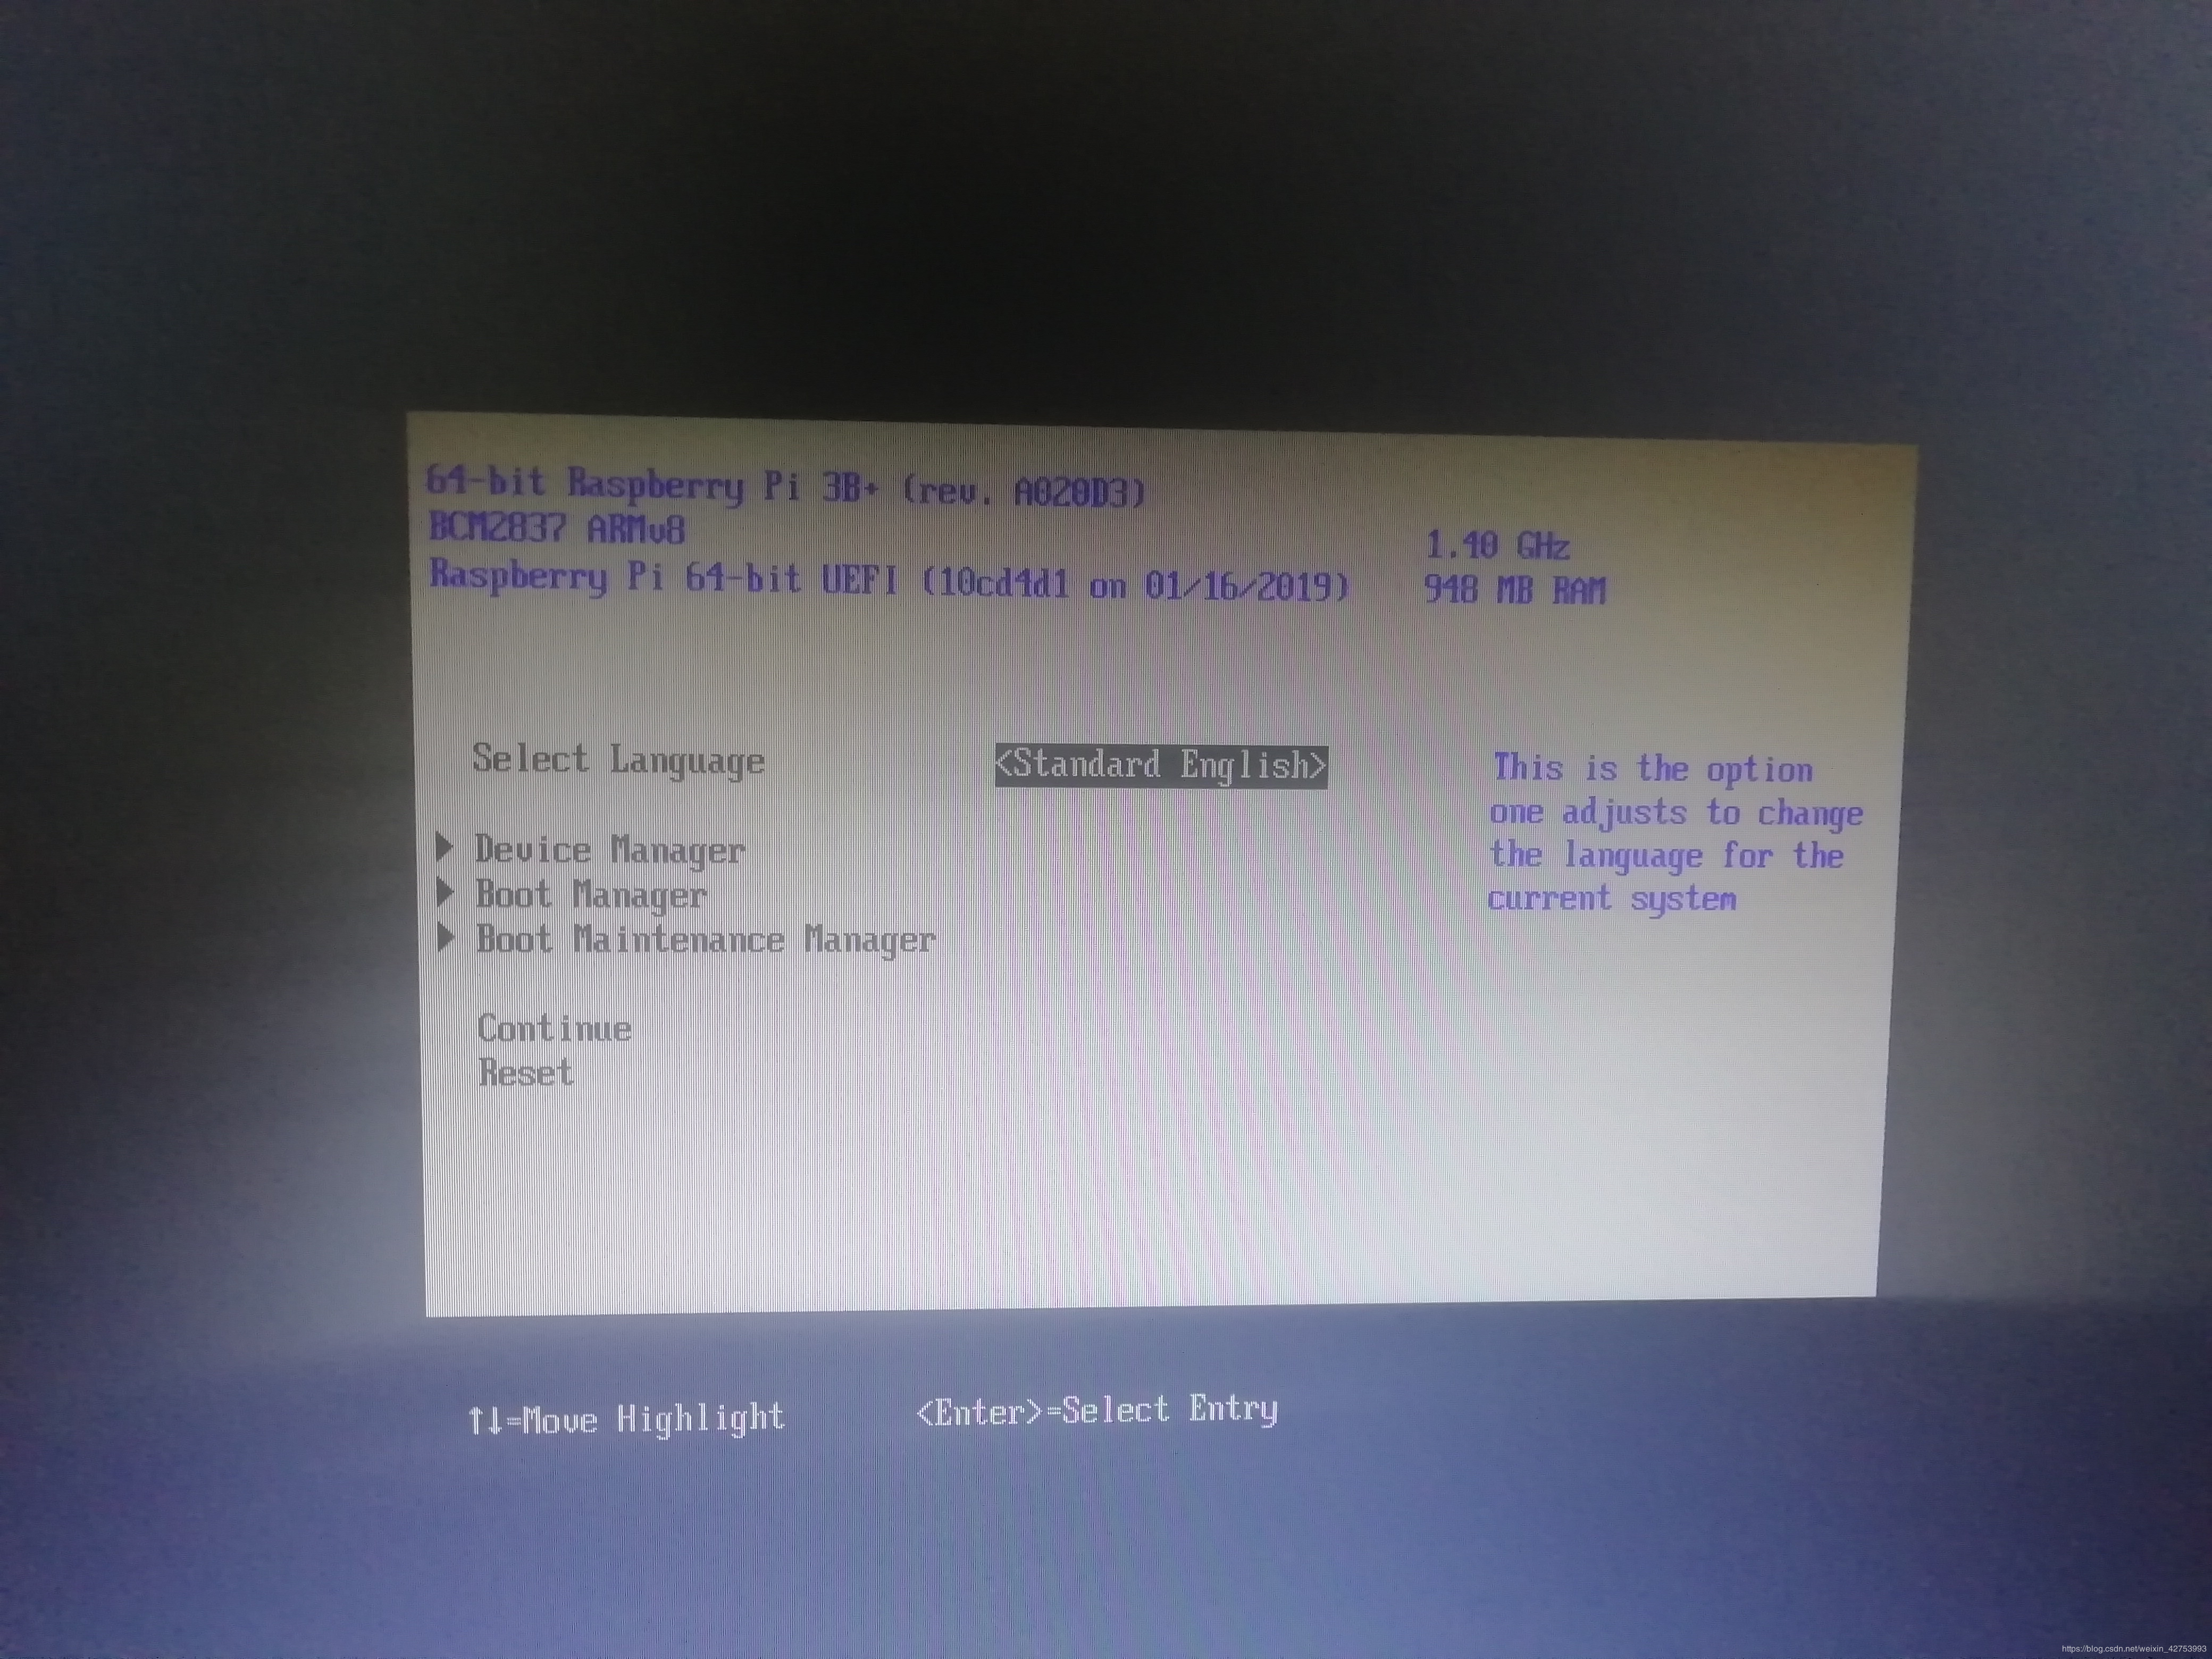 64-bit Raspberry Pi 3B+ (rev. A020D3)
BCM2837 ARMv8 1.40 GHz
Raspberry Pi 64-bit UEFI (10cd4d1 on 01/16/2019) 948 MB RAM
Select Language <Standard English>
This is the option
one adjusts to change
the language for the
current system
▶ Device Manager
▶ Boot Manager
▶ Boot Maintenance Manager
Continue
Reset
↑↓=Move Highlight <Enter>=Select Entry
https://blog.csdn.net/weixin_42753993